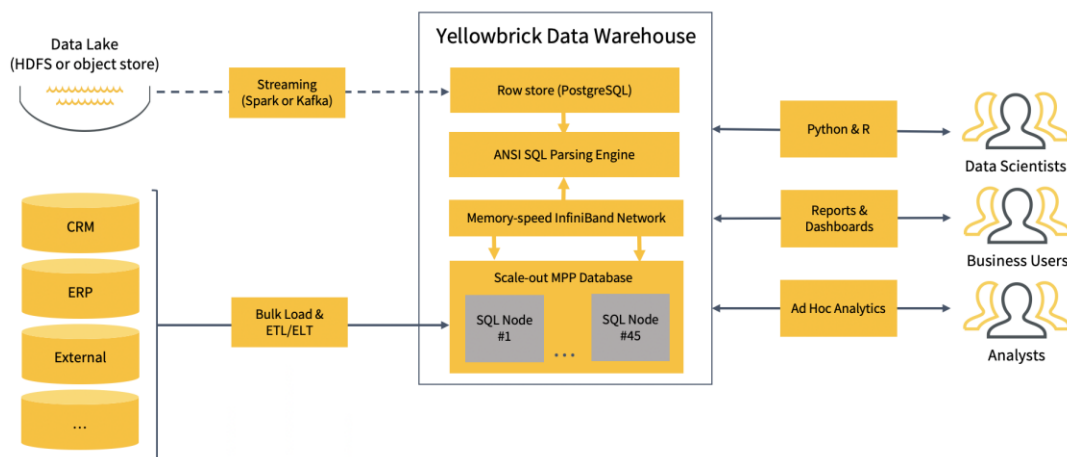 Data Lake
(HDFS or object store)
Streaming
(Spark or Kafka)
CRM
ERP
External
...
Bulk Load &
ETL/ELT
Yellowbrick Data Warehouse
Row store (PostgreSQL)
ANSI SQL Parsing Engine
Memory-speed InfiniBand Network
Scale-out MPP Database
SQL Node
#1
...
SQL Node
#45
Python & R
Data Scientists
Reports &
Dashboards
Business Users
Ad Hoc Analytics
Analysts